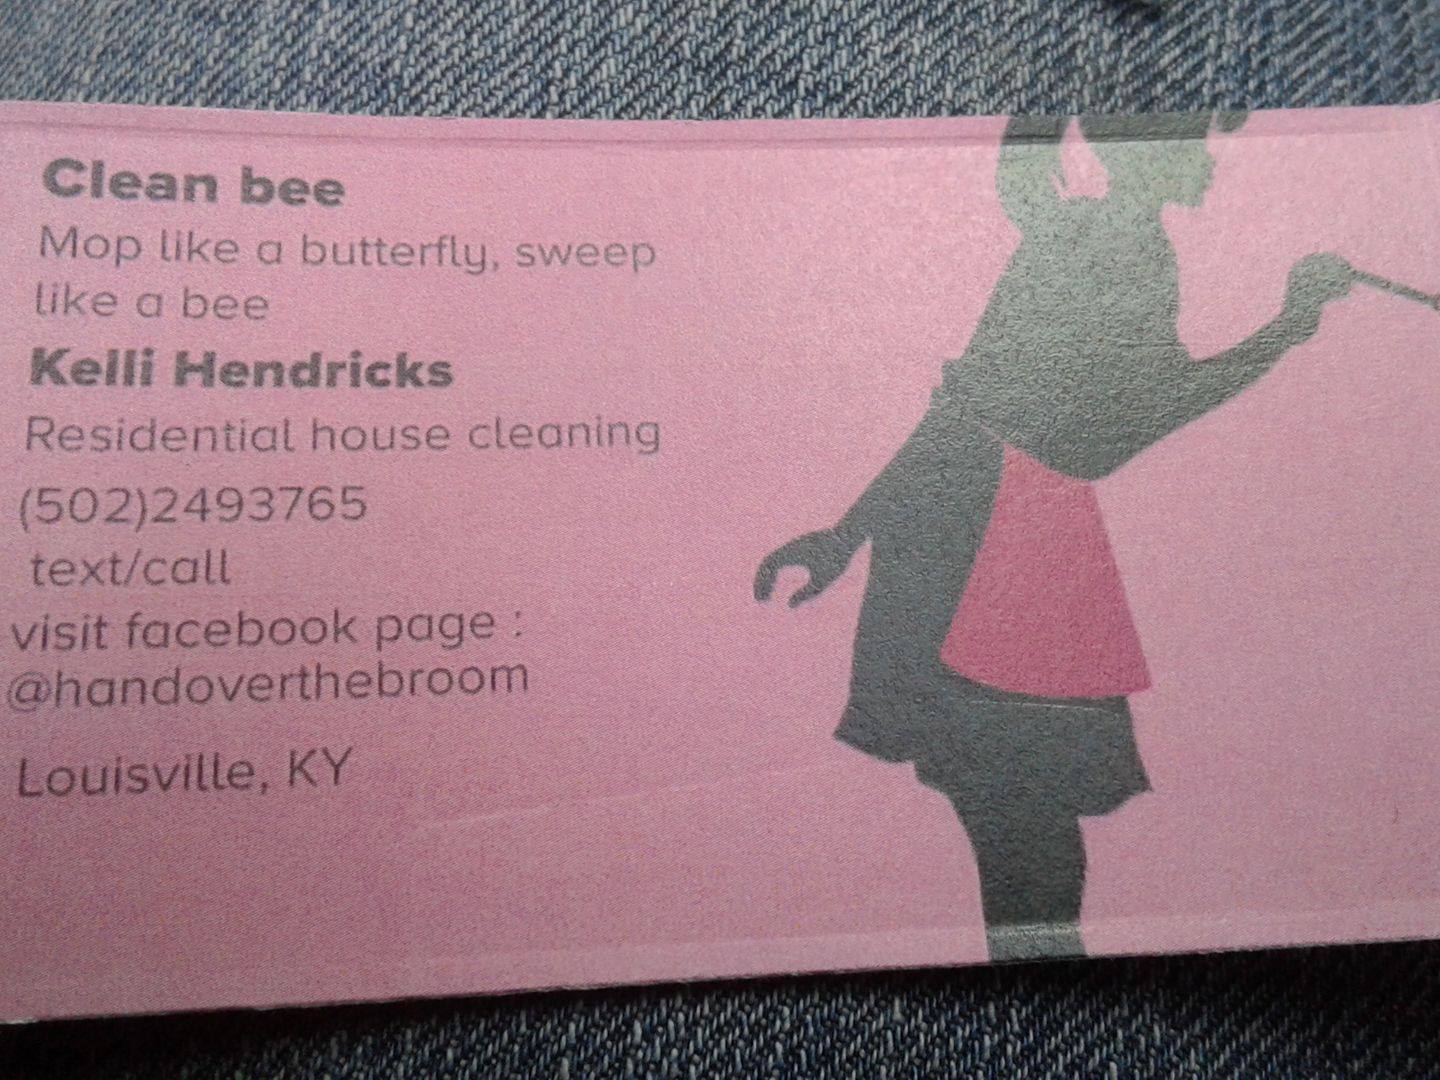 Clean bee
Mop like a butterfly, sweep
like a bee
Kelli Hendricks
Residential house cleaning
(502)2493765
text/call
visit facebook page :
@handoverthebroom
Louisville, KY